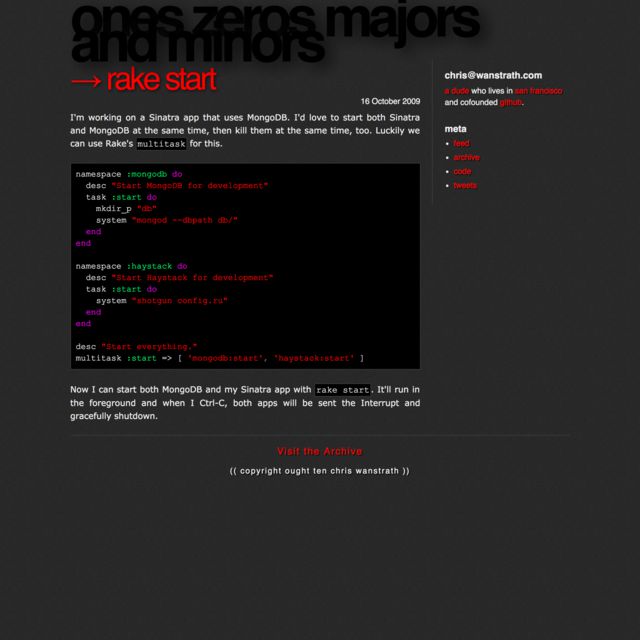 ones zeros majors
and minors
→ rake start
16 October 2009
I'm working on a Sinatra app that uses MongoDB. I'd love to start both Sinatra
and MongoDB at the same time, then kill them at the same time, too. Luckily we
can use Rake's multitask for this.
namespace :mongodb do
  desc "Start MongoDB for development"
  task :start do
    mkdir_p "db"
    system "mongod --dbpath db/"
  end
end
namespace :haystack do
  desc "Start Haystack for development"
  task :start do
    system "shotgun config.ru"
  end
end
desc "Start everything."
multitask :start => [ 'mongodb:start', 'haystack:start' ]
Now I can start both MongoDB and my Sinatra app with rake start. It'll run in
the foreground and when I Ctrl-C, both apps will be sent the Interrupt and
gracefully shutdown.
chris@wanstrath.com
a dude who lives in san francisco
and cofounded github.
meta
• feed
• archive
• code
• tweets
Visit the Archive
(( copyright ought ten chris wanstrath ))